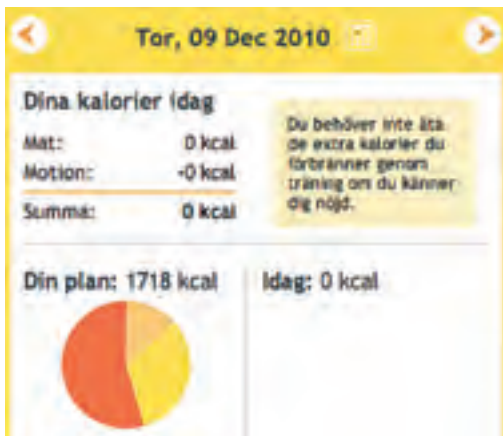 Tor, 09 Dec 2010
Dina kalorier idag
Mat: 0 kcal
Motion: -0 kcal
Summa: 0 kcal
Du behöver inte äta
de extra kalorier du
förbränner genom
träning om du känner
dig nöjd.
Din plan: 1718 kcal
Idag: 0 kcal